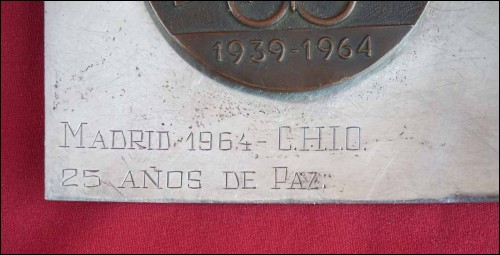 1939-1964
MADRID 1964 - C.H.I.O.
25 AÑOS DE PAZ.